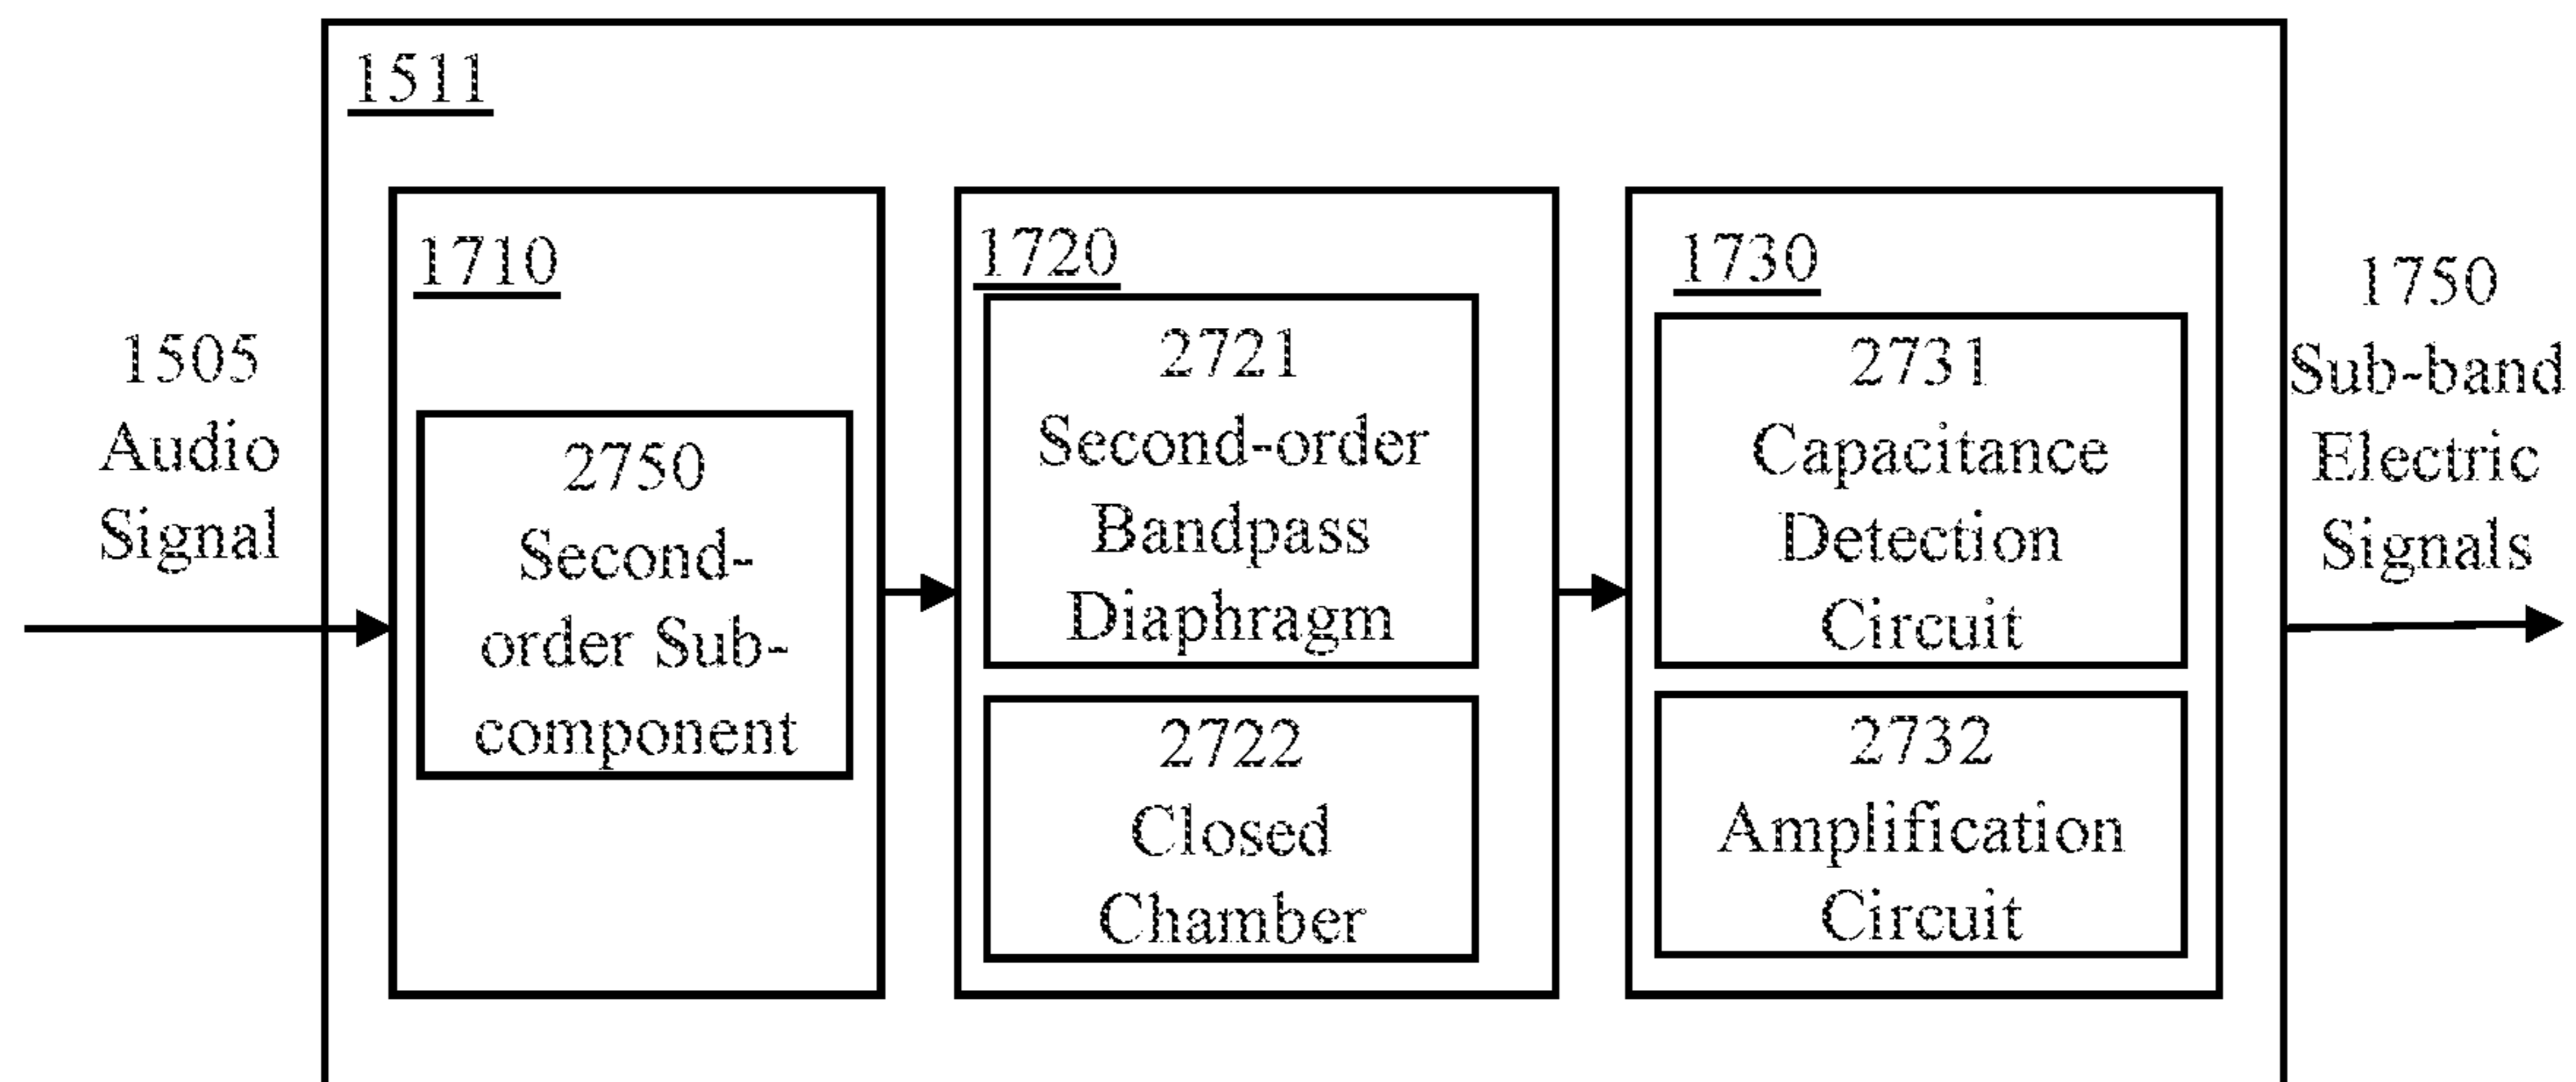 1511
1505
Audio
Signal
1710
2750
Second-
order Sub-
component
1720
2721
Second-order
Bandpass
Diaphragm
2722
Closed
Chamber
1730
2731
Capacitance
Detection
Circuit
2732
Amplification
Circuit
1750
Sub-band
Electric
Signals